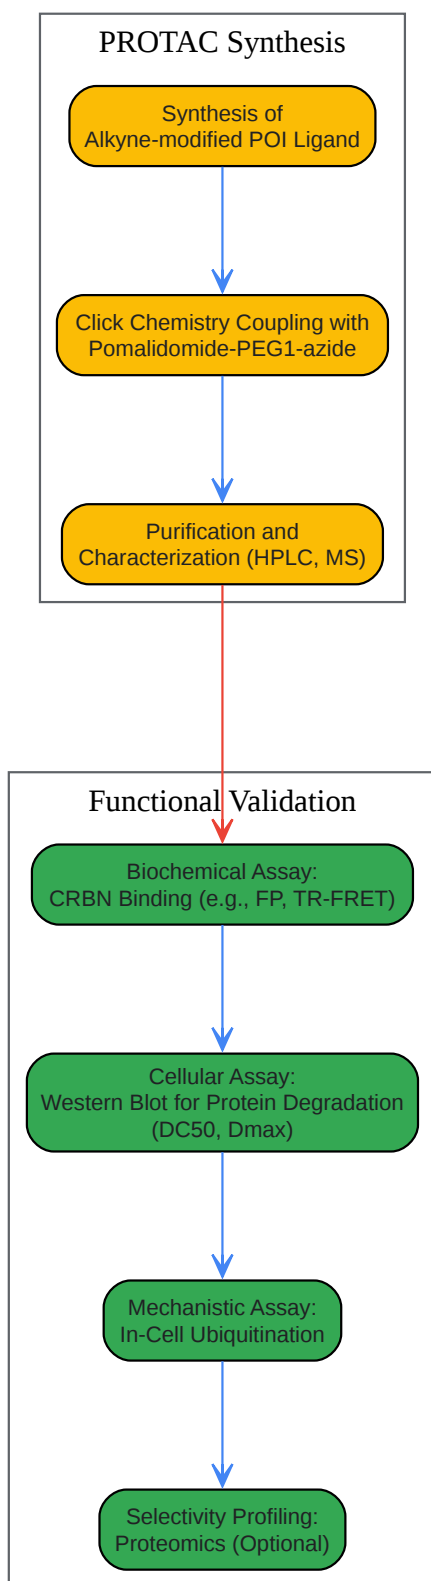 PROTAC Synthesis
Synthesis of
Alkyne-modified POI Ligand
Click Chemistry Coupling with
Pomalidomide-PEG1-azide
Purification and
Characterization (HPLC, MS)
Functional Validation
Biochemical Assay:
CRBN Binding (e.g., FP, TR-FRET)
Cellular Assay:
Western Blot for Protein Degradation
(DC50, Dmax)
Mechanistic Assay:
In-Cell Ubiquitination
Selectivity Profiling:
Proteomics (Optional)